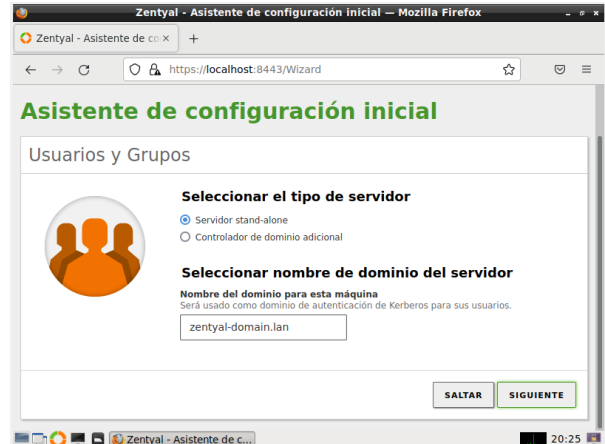 Zentyal - Asistente de configuración inicial — Mozilla Firefox
Zentyal - Asistente de co
https://localhost:8443/Wizard
Asistente de configuración inicial
Usuarios y Grupos
Seleccionar el tipo de servidor
Servidor stand-alone
Controlador de dominio adicional
Seleccionar nombre de dominio del servidor
Nombre del dominio para esta máquina
Será usado como dominio de autenticación de Kerberos para sus usuarios.
zentyal-domain.lan
SALTAR
SIGUIENTE
Zentyal - Asistente de c...
20:25